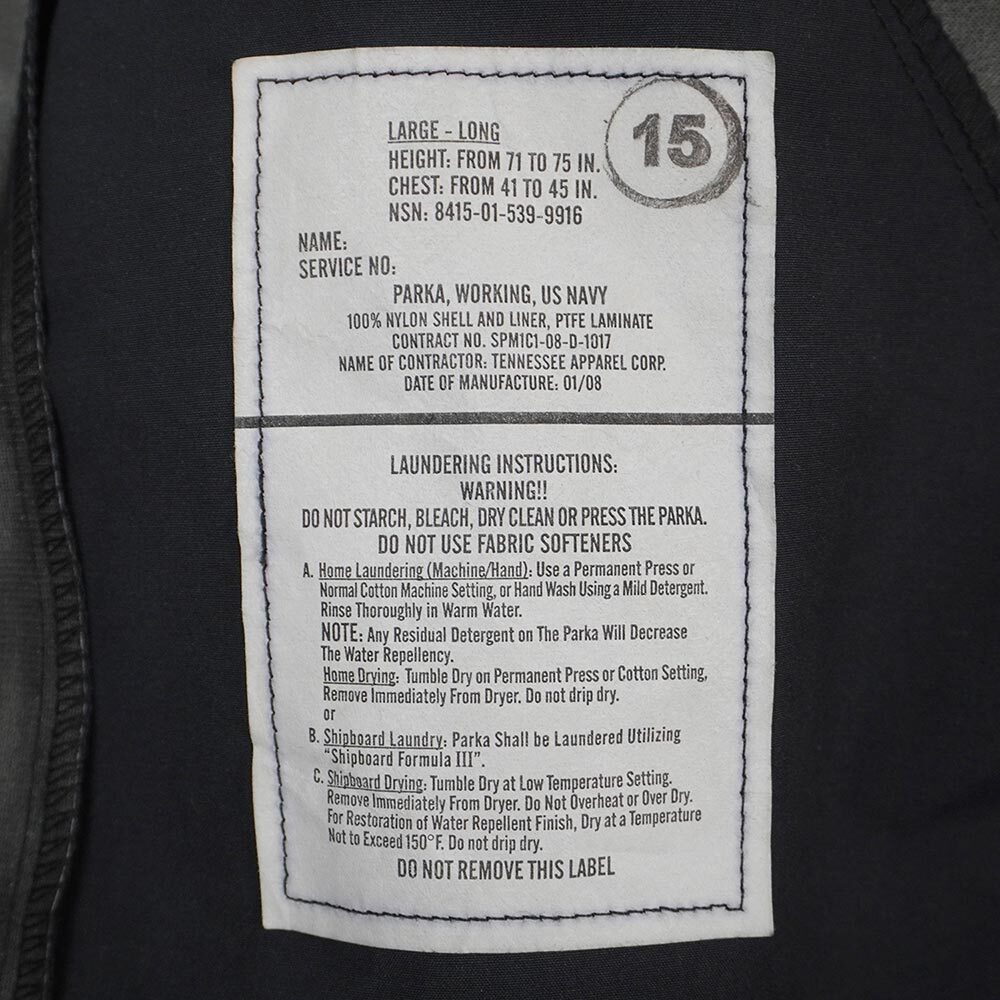 15
LARGE - LONG
HEIGHT: FROM 71 TO 75 IN.
CHEST: FROM 41 TO 45 IN.
NSN: 8415-01-539-9916
NAME:
SERVICE NO:
PARKA, WORKING, US NAVY
100% NYLON SHELL AND LINER, PTFE LAMINATE
CONTRACT NO. SPM1C1-08-D-1017
NAME OF CONTRACTOR: TENNESSEE APPAREL CORP.
DATE OF MANUFACTURE: 01/08
LAUNDERING INSTRUCTIONS:
WARNING!!
DO NOT STARCH, BLEACH, DRY CLEAN OR PRESS THE PARKA.
DO NOT USE FABRIC SOFTENERS
A. Home Laundering (Machine/Hand): Use a Permanent Press or
Normal Cotton Machine Setting, or Hand Wash Using a Mild Detergent.
Rinse Thoroughly in Warm Water.
NOTE: Any Residual Detergent on The Parka Will Decrease
The Water Repellency.
Home Drying: Tumble Dry on Permanent Press or Cotton Setting,
Remove Immediately From Dryer. Do not drip dry.
or
B. Shipboard Laundry: Parka Shall be Laundered Utilizing
"Shipboard Formula III".
C. Shipboard Drying: Tumble Dry at Low Temperature Setting.
Remove Immediately From Dryer. Do Not Overheat or Over Dry.
For Restoration of Water Repellent Finish, Dry at a Temperature
Not to Exceed 150°F. Do not drip dry.
DO NOT REMOVE THIS LABEL